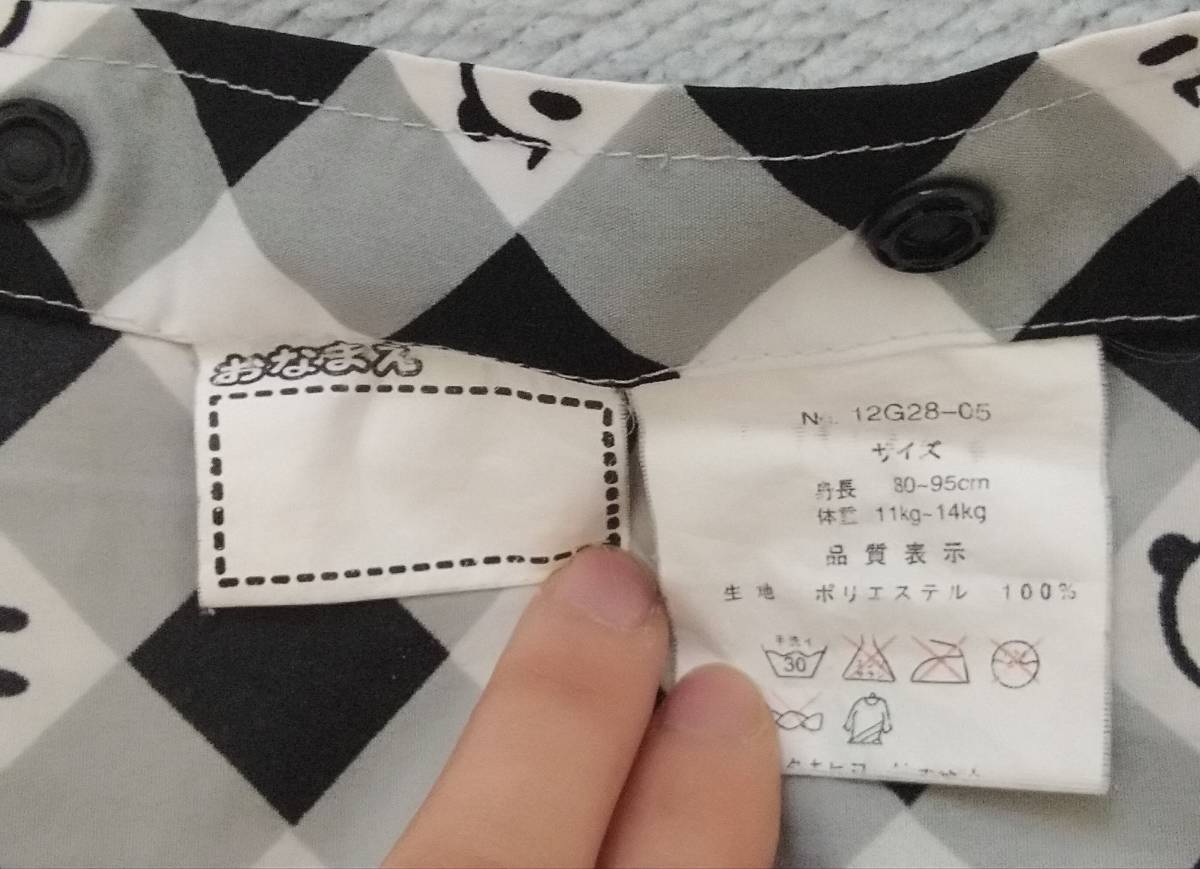 おなまえ
No. 12G28-05
サイズ
身長 80~95cm
体重 11kg~14kg
品質表示
生地 ポリエステル 100%
手洗イ
30